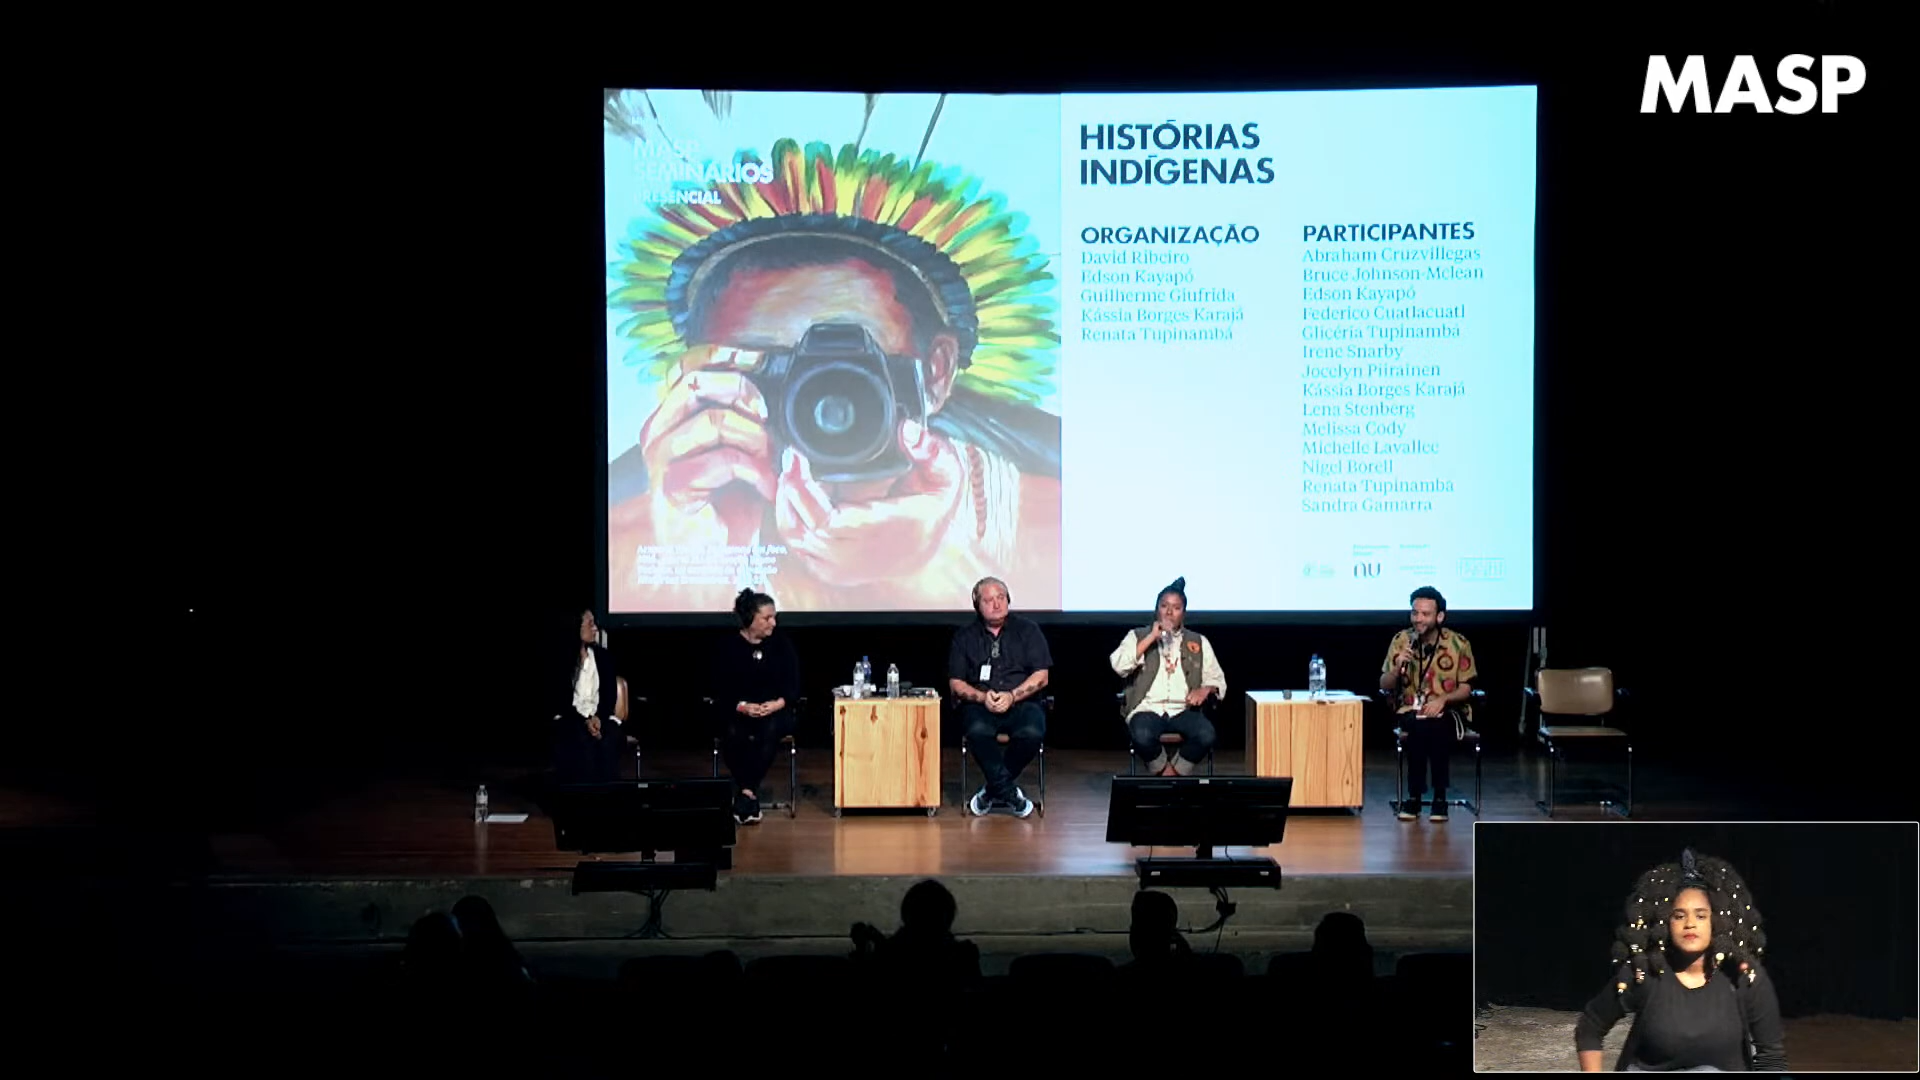 MASP
MASP
SEMINÁRIOS
PRESENCIAL
HISTÓRIAS
INDÍGENAS
ORGANIZAÇÃO
David Ribeiro
Edson Kayapó
Guilherme Giufrida
Kássia Borges Karajá
Renata Tupinambá
PARTICIPANTES
Abraham Cruzvillegas
Bruce Johnson-Mclean
Edson Kayapó
Federico Cuatlacuatl
Glicéria Tupinambá
Irene Snarby
Jocelyn Piirainen
Kássia Borges Karajá
Lena Stenberg
Melissa Cody
Michelle Lavallee
Nigel Borell
Renata Tupinambá
Sandra Gamarra
nu